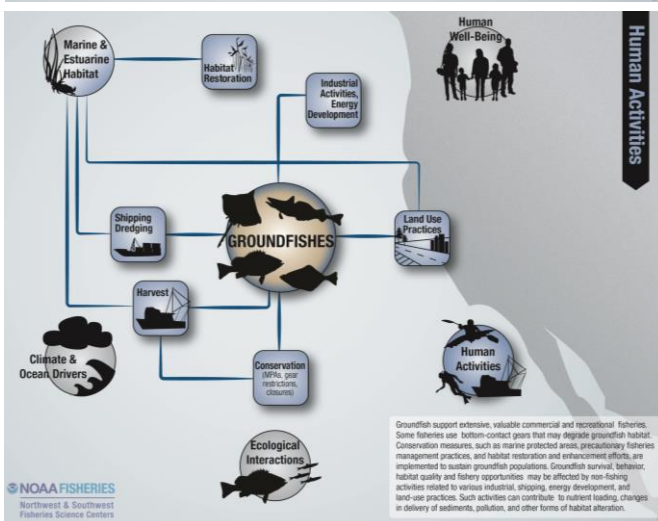 Human Activities
Human
Well-Being
Marine &
Estuarine
Habitat
Habitat
Restoration
Industrial
Activities,
Energy
Development
Shipping
Dredging
GROUNDFISHES
Land Use
Practices
Harvest
Climate &
Ocean Drivers
Conservation
(MPAs, gear
restrictions,
closures)
Human
Activities
Ecological
Interactions
Groundfish support extensive, valuable commercial and recreational fisheries.
Some fisheries use bottom-contact gears that may degrade groundfish habitat.
Conservation measures, such as marine protected areas, precautionary fisheries
management practices, and habitat restoration and enhancement efforts, are
implemented to sustain groundfish populations. Groundfish survival, behavior,
habitat quality and fishery opportunities may be affected by non-fishing
activities related to various industrial, shipping, energy development, and
land-use practices. Such activities can contribute to nutrient loading, changes
in delivery of sediments, pollution, and other forms of habitat alteration.
NOAA FISHERIES
Northwest & Southwest
Fisheries Science Centers